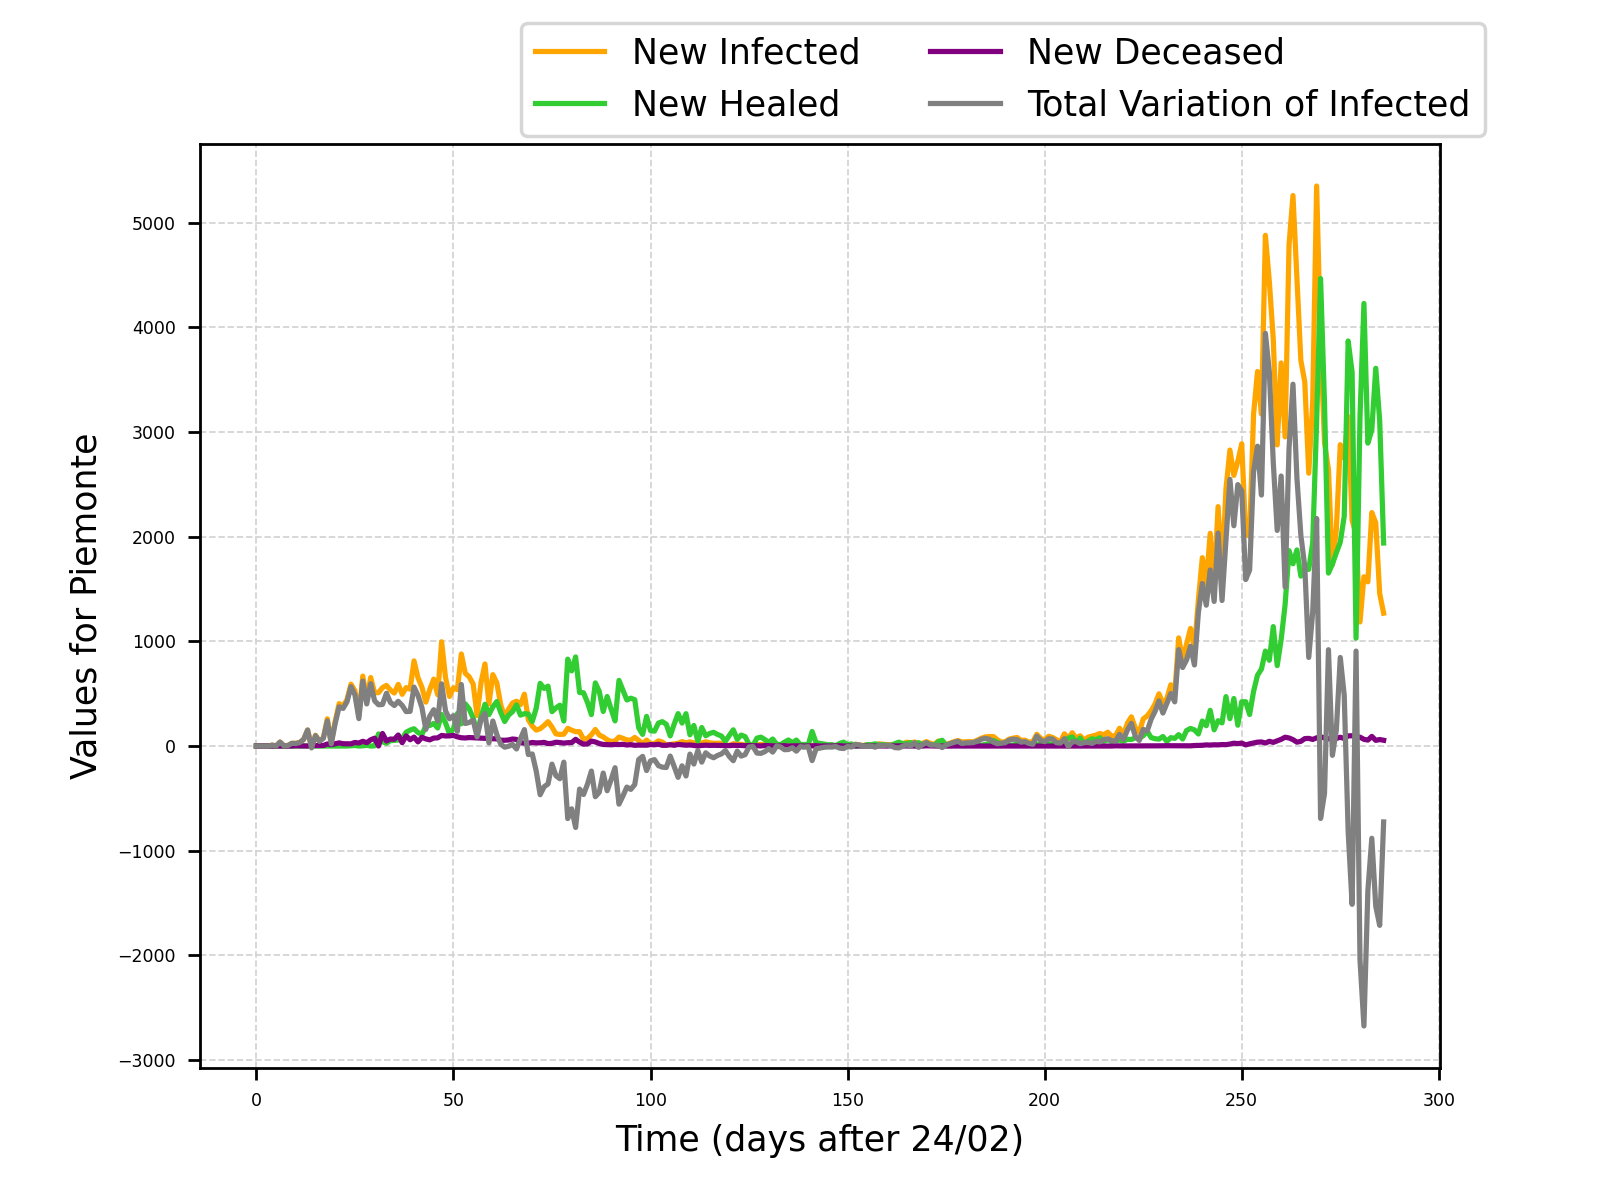 New Infected
New Healed
New Deceased
Total Variation of Infected
Values for Piemonte
5000
4000
3000
2000
1000
0
−1000
−2000
−3000
0 50 100 150 200 250 300
Time (days after 24/02)